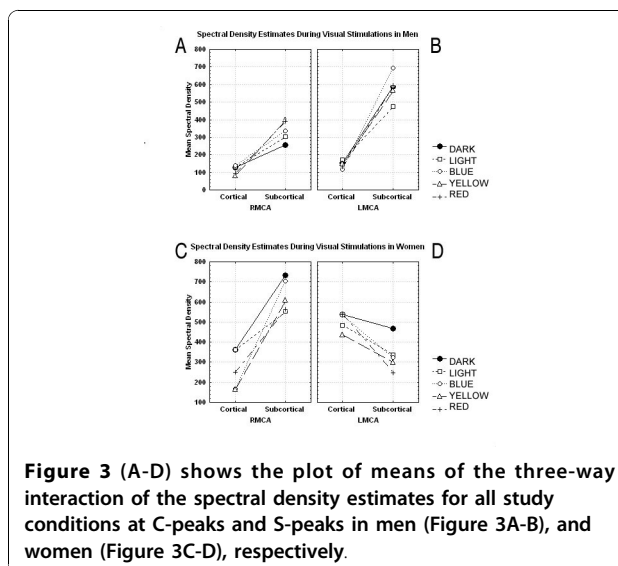 Spectral Density Estimates During Visual Stimulations in Men
A
B
Mean Spectral Density
800
700
600
500
400
300
200
100
0
Cortical Subcortical Cortical Subcortical
RMCA LMCA
DARK
LIGHT
BLUE
YELLOW
RED
Spectral Density Estimates During Visual Stimulations in Women
C
D
Mean Spectral Density
800
700
600
500
400
300
200
100
Cortical Subcortical Cortical Subcortical
RMCA LMCA
DARK
LIGHT
BLUE
YELLOW
RED
Figure 3 (A-D) shows the plot of means of the three-way
interaction of the spectral density estimates for all study
conditions at C-peaks and S-peaks in men (Figure 3A-B), and
women (Figure 3C-D), respectively.